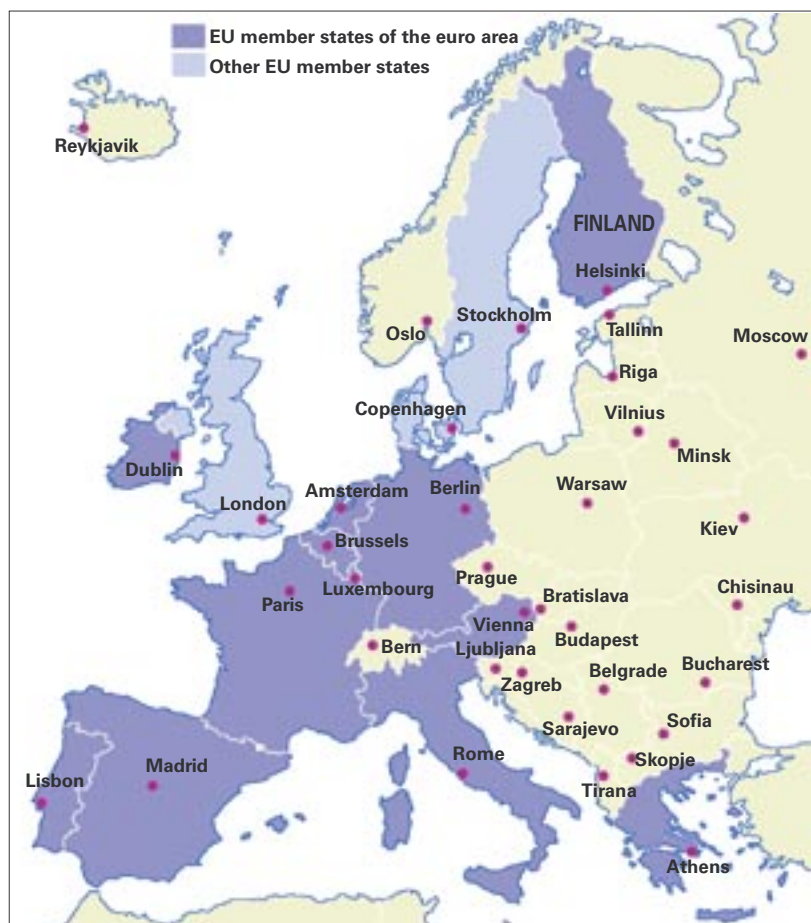 EU member states of the euro area
Other EU member states
Reykjavik
FINLAND
Helsinki
Oslo
Stockholm
Tallinn
Moscow
Riga
Copenhagen
Vilnius
Minsk
Dublin
London
Amsterdam
Berlin
Warsaw
Kiev
Brussels
Luxembourg
Prague
Paris
Chisinau
Bratislava
Vienna
Budapest
Bern
Ljubljana
Zagreb
Belgrade
Bucharest
Sarajevo
Sofia
Rome
Skopje
Lisbon
Madrid
Tirana
Athens